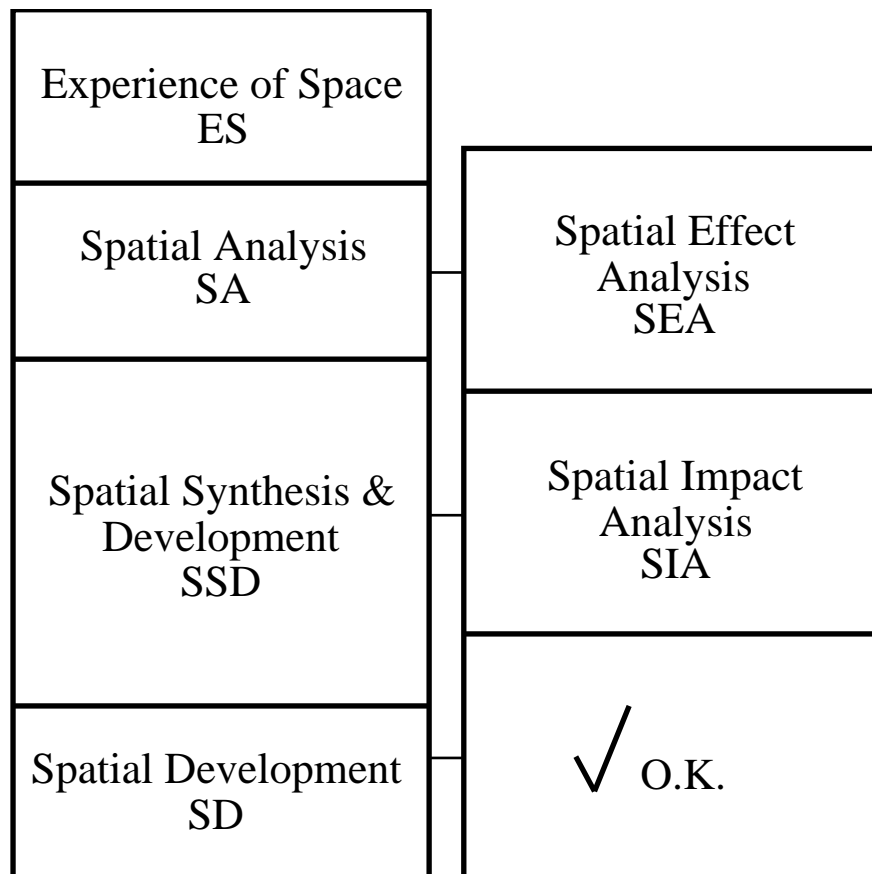 Experience of Space
ES
Spatial Analysis
SA
Spatial Synthesis &
Development
SSD
Spatial Development
SD
Spatial Effect
Analysis
SEA
Spatial Impact
Analysis
SIA
√ O.K.